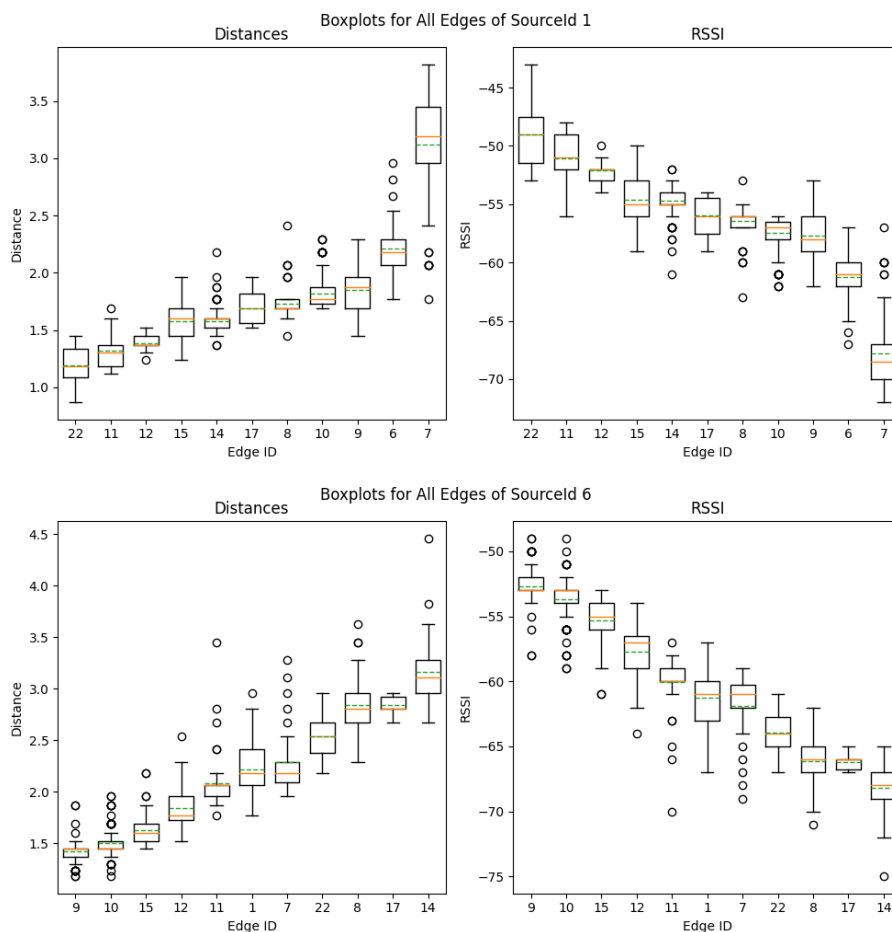 Boxplots for All Edges of SourceId 1
Distances
RSSI
3.5
3.0
2.5
2.0
1.5
1.0
Distance
22 11 12 15 14 17 8 10 9 6 7
Edge ID
−45
−50
−55
−60
−65
−70
RSSI
22 11 12 15 14 17 8 10 9 6 7
Edge ID
Boxplots for All Edges of SourceId 6
Distances
RSSI
4.5
4.0
3.5
3.0
2.5
2.0
1.5
Distance
9 10 15 12 11 1 7 22 8 17 14
Edge ID
−50
−55
−60
−65
−70
−75
RSSI
9 10 15 12 11 1 7 22 8 17 14
Edge ID